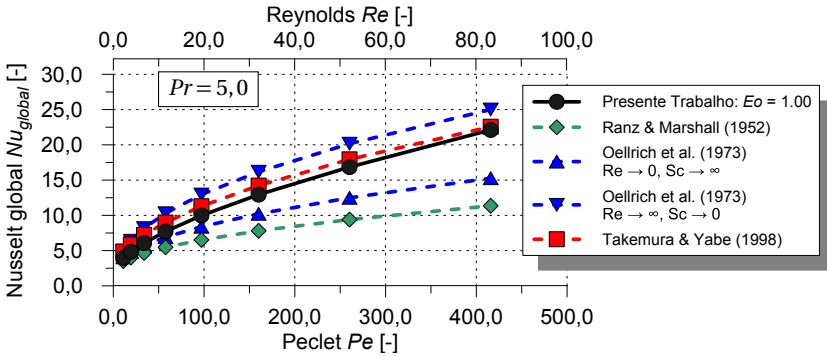 Reynolds Re [-]
0,0 20,0 40,0 60,0 80,0 100,0
30,0
25,0
20,0
15,0
10,0
5,0
0,0
Nusselt global Nu_global [-]
Pr = 5,0
0,0 100,0 200,0 300,0 400,0 500,0
Peclet Pe [-]
Presente Trabalho: Eo = 1.00
Ranz & Marshall (1952)
Oellrich et al. (1973)
Re → 0, Sc → ∞
Oellrich et al. (1973)
Re → ∞, Sc → 0
Takemura & Yabe (1998)